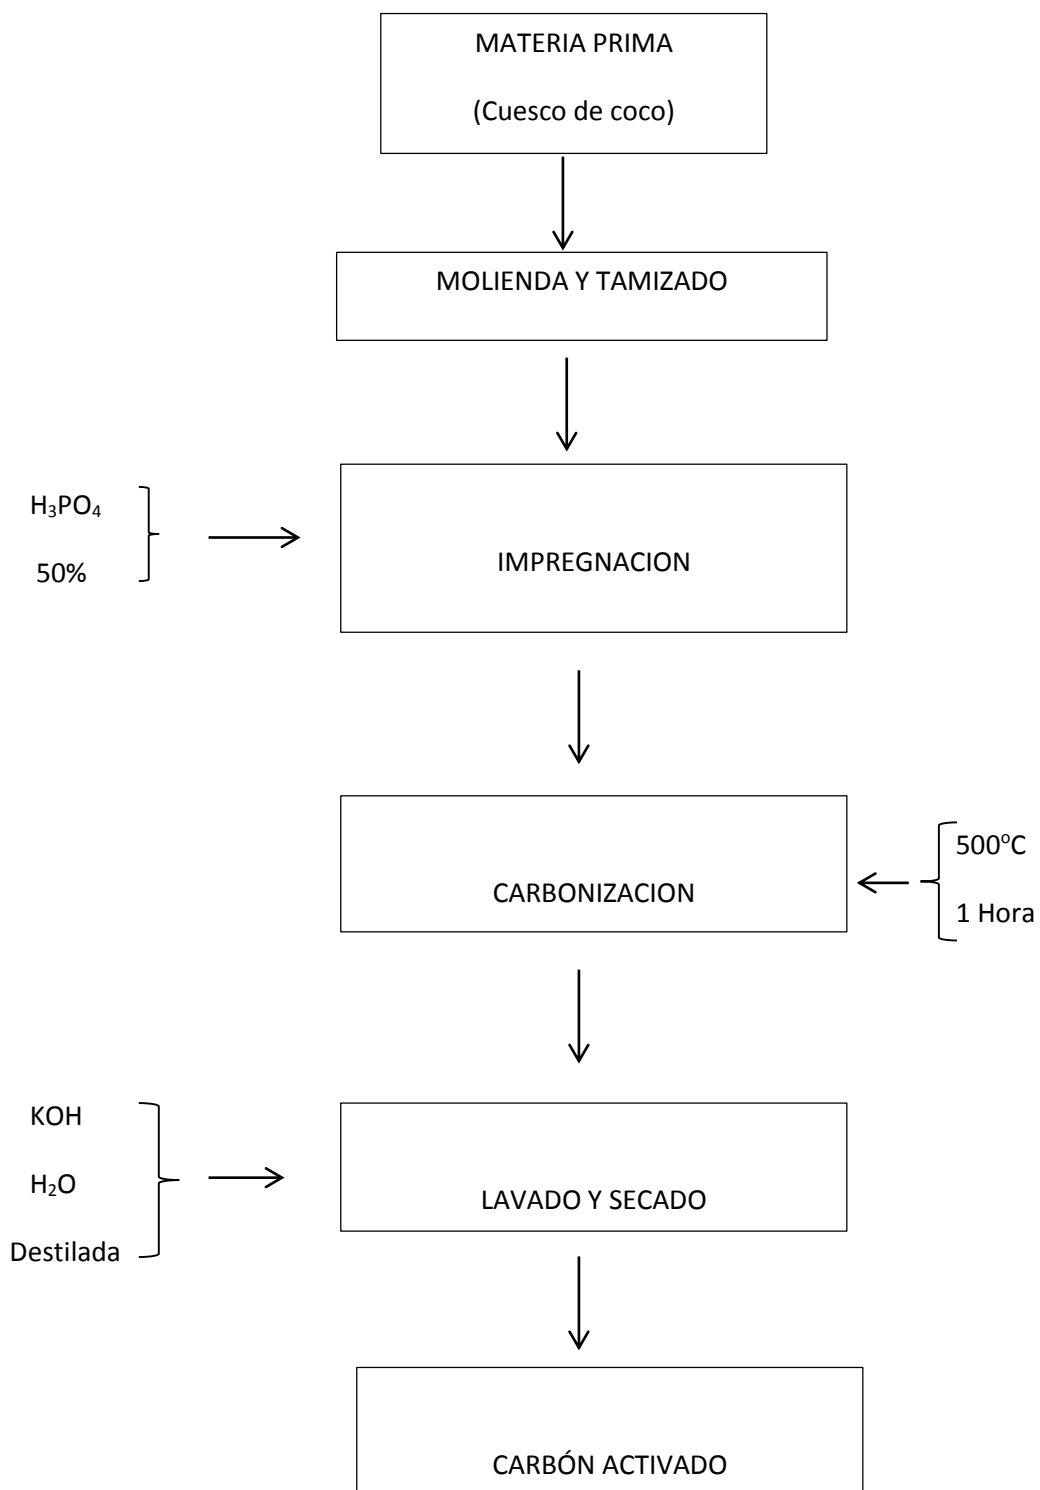 MATERIA PRIMA
(Cuesco de coco)
MOLIENDA Y TAMIZADO
H₃PO₄
50%
IMPREGNACION
CARBONIZACION
500°C
1 Hora
KOH
H₂O
Destilada
LAVADO Y SECADO
CARBÓN ACTIVADO